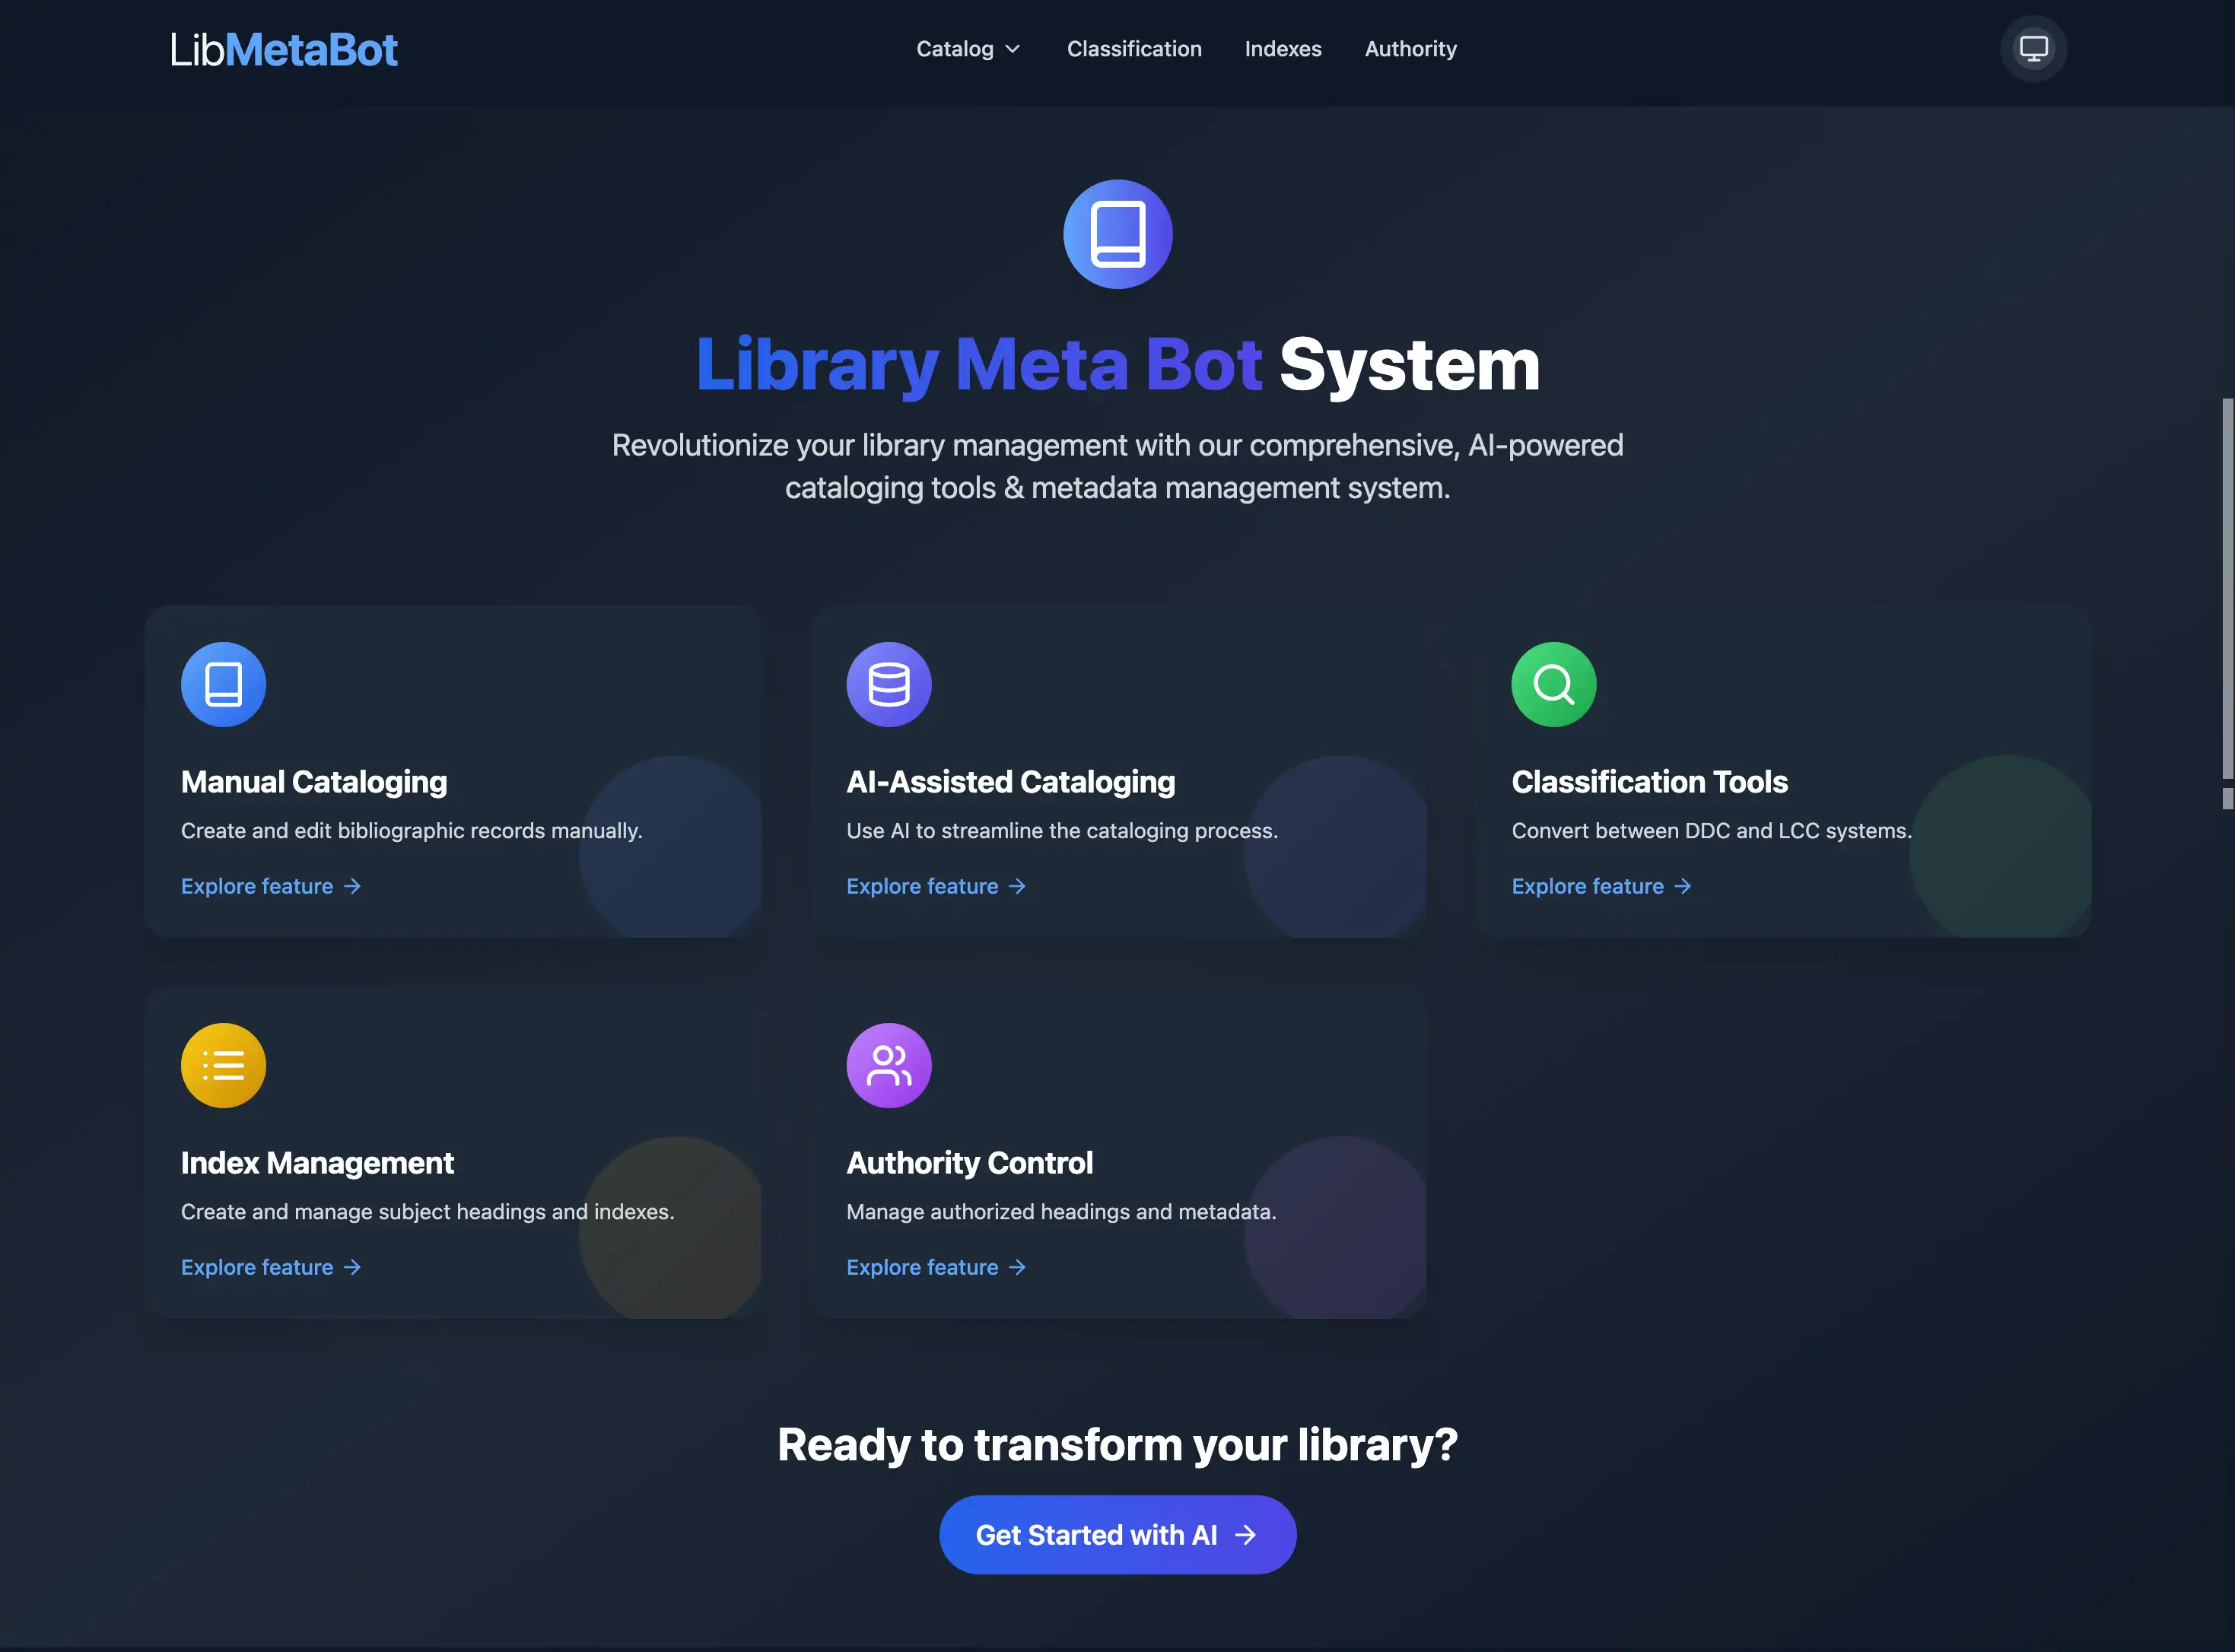 LibMetaBot
Catalog
Classification
Indexes
Authority
Library Meta Bot System
Revolutionize your library management with our comprehensive, AI-powered
cataloging tools & metadata management system.
Manual Cataloging
Create and edit bibliographic records manually.
Explore feature
AI-Assisted Cataloging
Use AI to streamline the cataloging process.
Explore feature
Classification Tools
Convert between DDC and LCC systems.
Explore feature
Index Management
Create and manage subject headings and indexes.
Explore feature
Authority Control
Manage authorized headings and metadata.
Explore feature
Ready to transform your library?
Get Started with AI